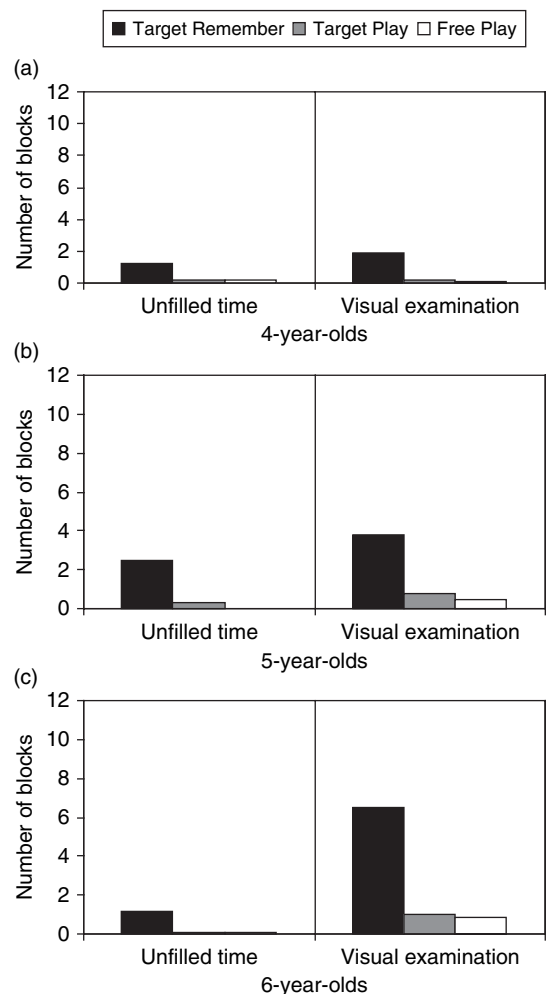 Target Remember Target Play Free Play
(a)
Number of blocks
12
10
8
6
4
2
0
Unfilled time Visual examination
4-year-olds
(b)
Number of blocks
12
10
8
6
4
2
0
Unfilled time Visual examination
5-year-olds
(c)
Number of blocks
12
10
8
6
4
2
0
Unfilled time Visual examination
6-year-olds